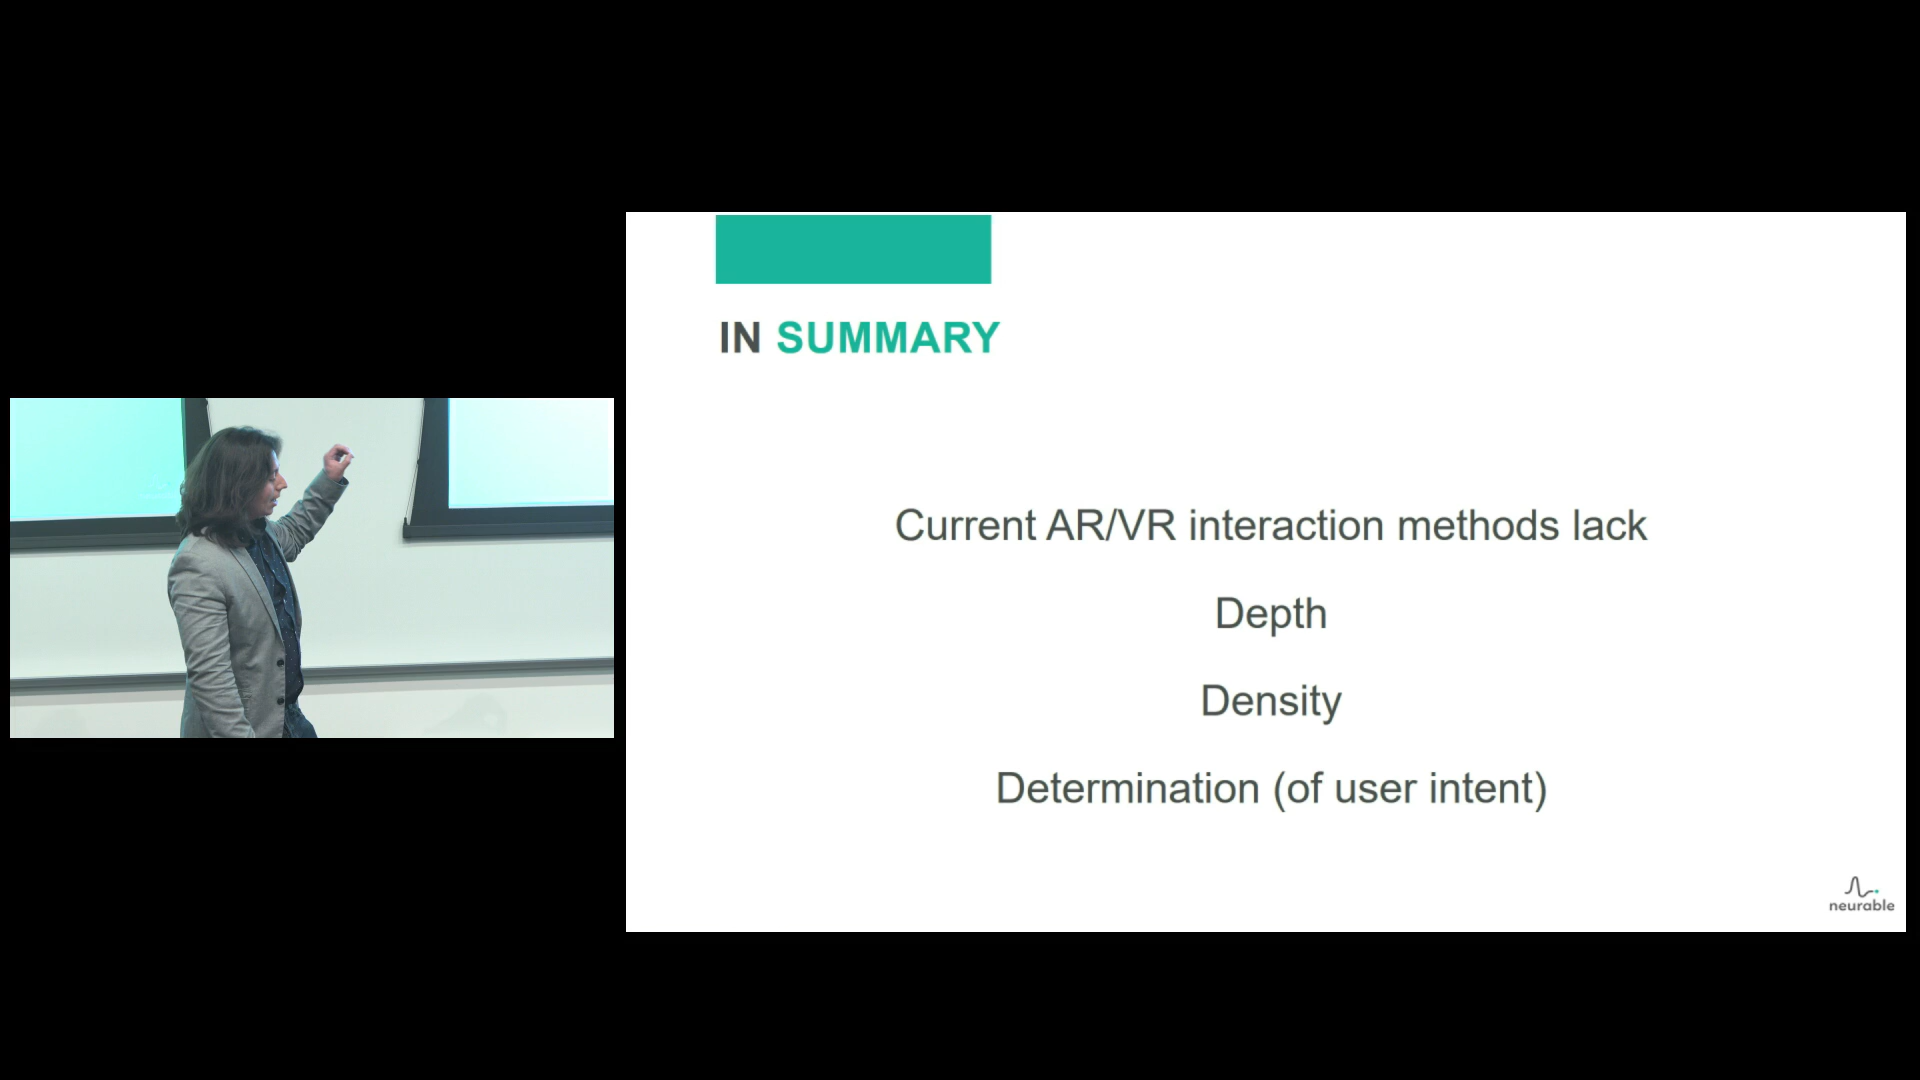 IN SUMMARY
Current AR/VR interaction methods lack
Depth
Density
Determination (of user intent)
neurable